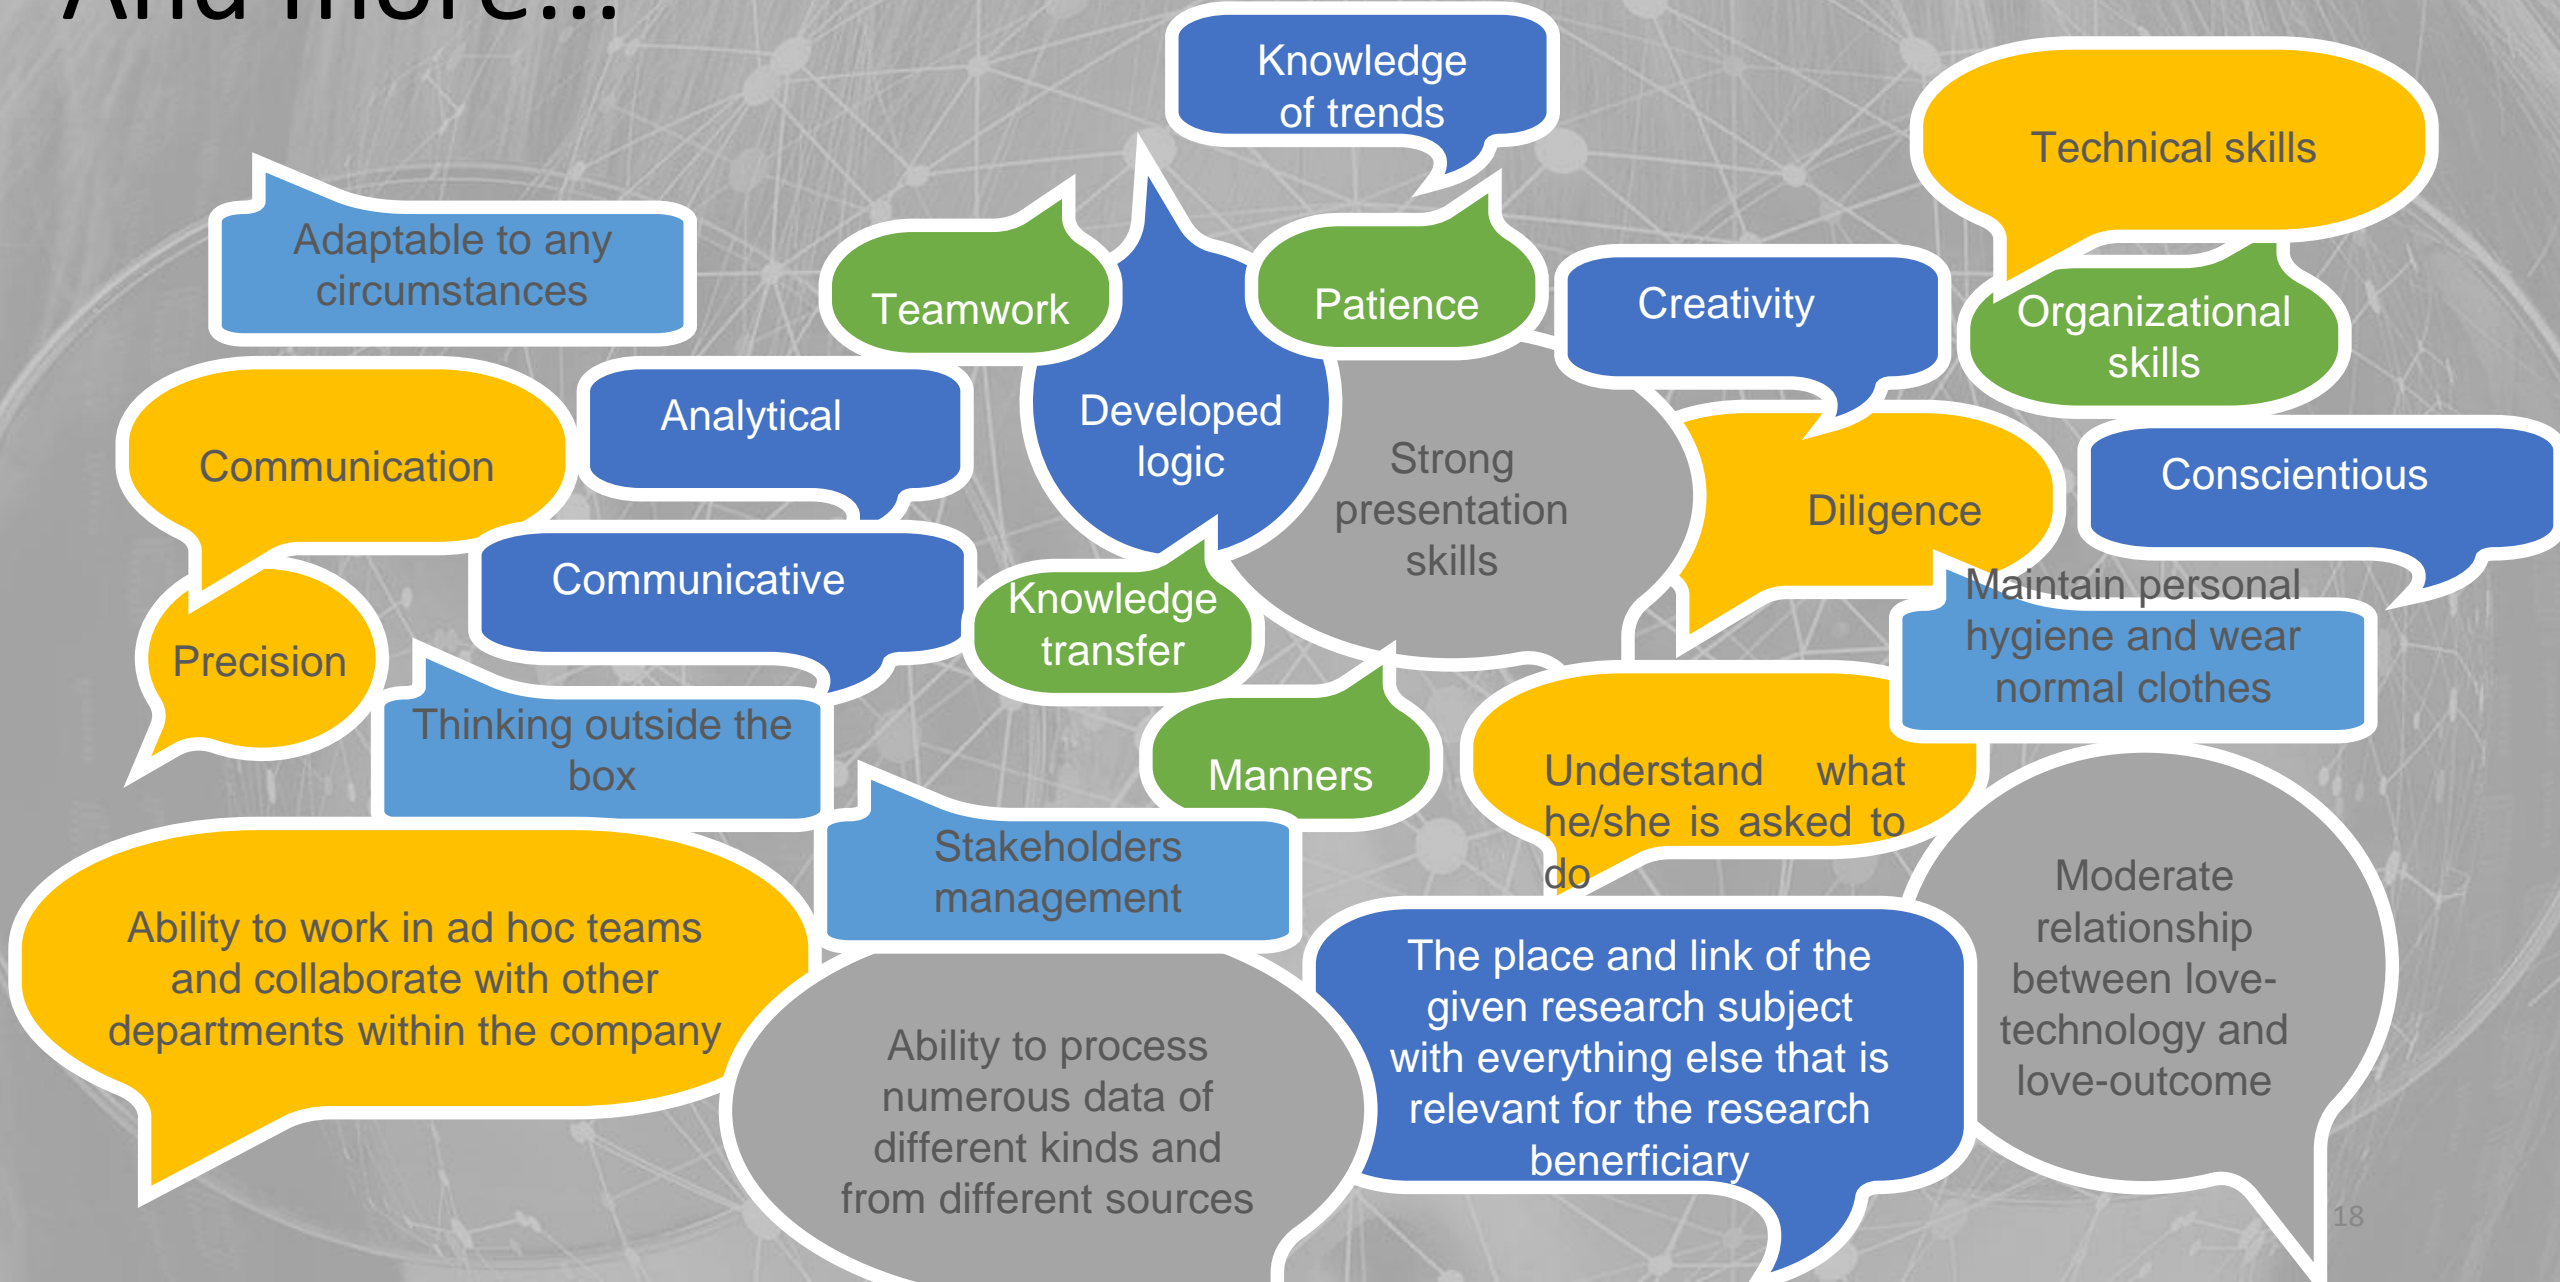 And more...
Knowledge
of trends
Technical skills
Adaptable to any
circumstances
Teamwork
Patience
Creativity
Organizational
skills
Communication
Analytical
Developed
logic
Strong
presentation
skills
Diligence
Conscientious
Precision
Communicative
Knowledge
transfer
Maintain personal
hygiene and wear
normal clothes
Thinking outside the
box
Manners
Understand what
he/she is asked to
do
Stakeholders
management
Ability to work in ad hoc teams
and collaborate with other
departments within the company
Ability to process
numerous data of
different kinds and
from different sources
The place and link of the
given research subject
with everything else that is
relevant for the research
benerficiary
Moderate
relationship
between love-
technology and
love-outcome
18